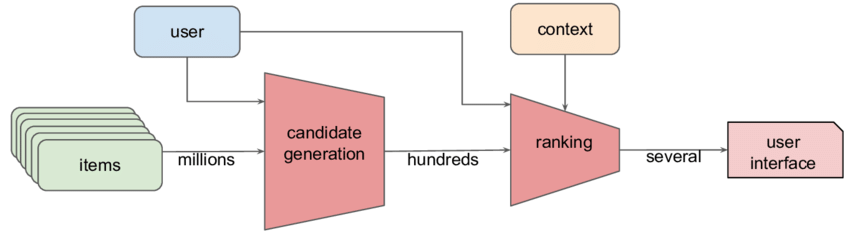 user
context
candidate
generation
ranking
user
interface
items
millions
hundreds
several